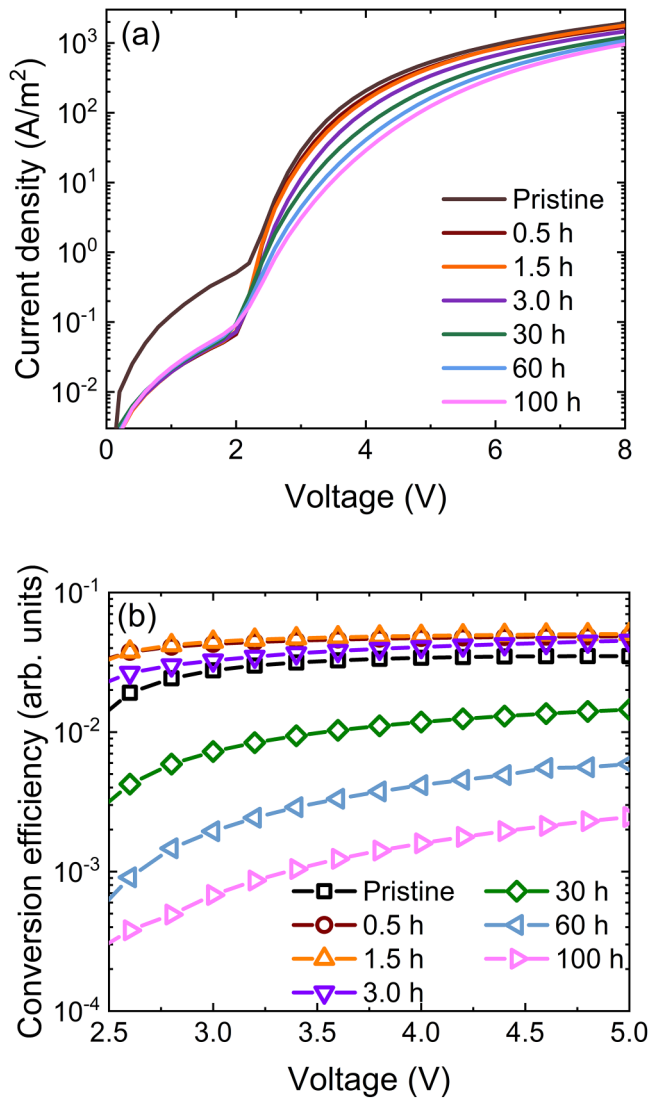 (a)
Current density (A/m²)
10³
10²
10¹
10⁰
10⁻¹
10⁻²
Pristine
0.5 h
1.5 h
3.0 h
30 h
60 h
100 h
0 2 4 6 8
Voltage (V)
(b)
Conversion efficiency (arb. units)
10⁻¹
10⁻²
10⁻³
10⁻⁴
Pristine
0.5 h
1.5 h
3.0 h
30 h
60 h
100 h
2.5 3.0 3.5 4.0 4.5 5.0
Voltage (V)